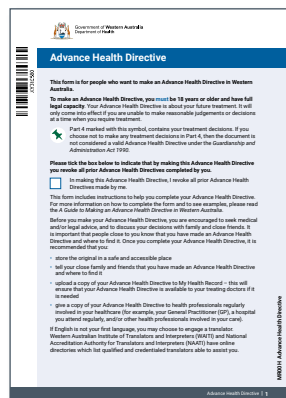 Government of Western Australia
Department of Health
Advance Health Directive
This form is for people who want to make an Advance Health Directive in Western
Australia.
To make an Advance Health Directive, you must be 18 years or older and have full
legal capacity. Your Advance Health Directive is about your future treatment. It will
only come into effect if you are unable to make reasonable judgements or decisions
at a time when you require treatment.
Part 4 marked with this symbol, contains your treatment decisions. If you
choose not to make any treatment decisions in Part 4, then the document is
not considered a valid Advance Health Directive under the Guardianship and
Administration Act 1990.
Please tick the box below to indicate that by making this Advance Health Directive
you revoke all prior Advance Health Directives completed by you.
In making this Advance Health Directive, I revoke all prior Advance Health
Directives made by me.
This form includes instructions to help you complete your Advance Health Directive.
For more information on how to complete the form and to see examples, please read
the A Guide to Making an Advance Health Directive in Western Australia.
Before you make your Advance Health Directive, you are encouraged to seek medical
and/or legal advice, and to discuss your decisions with family and close friends. It
is important that people close to you know that you have made an Advance Health
Directive and where to find it. Once you complete your Advance Health Directive, it is
recommended that you:
• store the original in a safe and accessible place
• tell your close family and friends that you have made an Advance Health Directive
and where to find it
• upload a copy of your Advance Health Directive to My Health Record – this will
ensure that your Advance Health Directive is available to your treating doctors if it
is needed
• give a copy of your Advance Health Directive to health professionals regularly
involved in your healthcare (for example, your General Practitioner (GP), a hospital
you attend regularly, and/or other health professionals involved in your care).
If English is not your first language, you may choose to engage a translator.
Western Australian Institute of Translators and Interpreters (WAITI) and National
Accreditation Authority for Translators and Interpreters (NAATI) have online
directories which list qualified and credentialed translators able to assist you.
MR00H Advance Health Directive
Advance Health Directive | 1